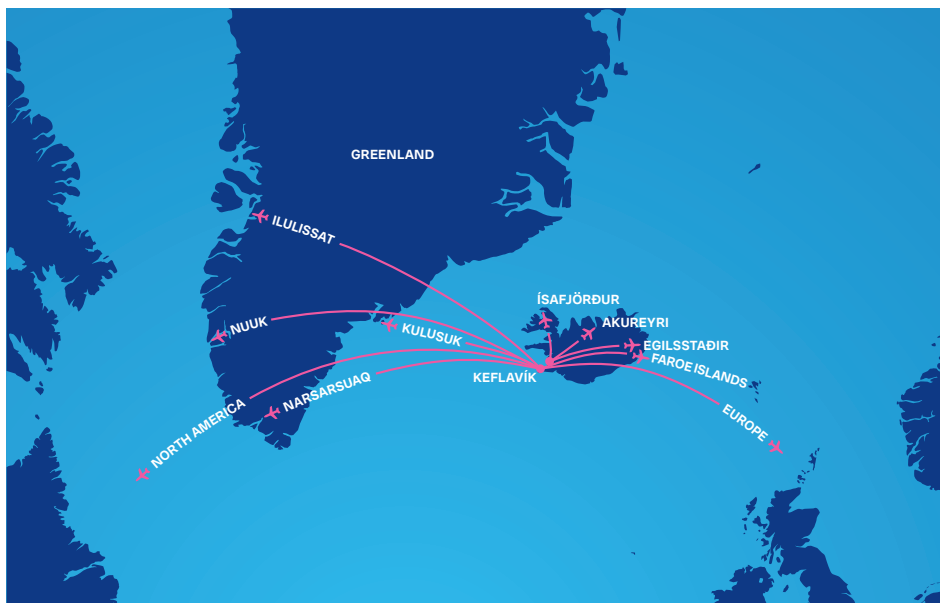 GREENLAND
ILULISSAT
ÍSAFJÖRÐUR
NUUK
AKUREYRI
KULUSUK
EGILSSTAÐIR
FAROE ISLANDS
KEFLAVÍK
NARSARSUAQ
NORTH AMERICA
EUROPE